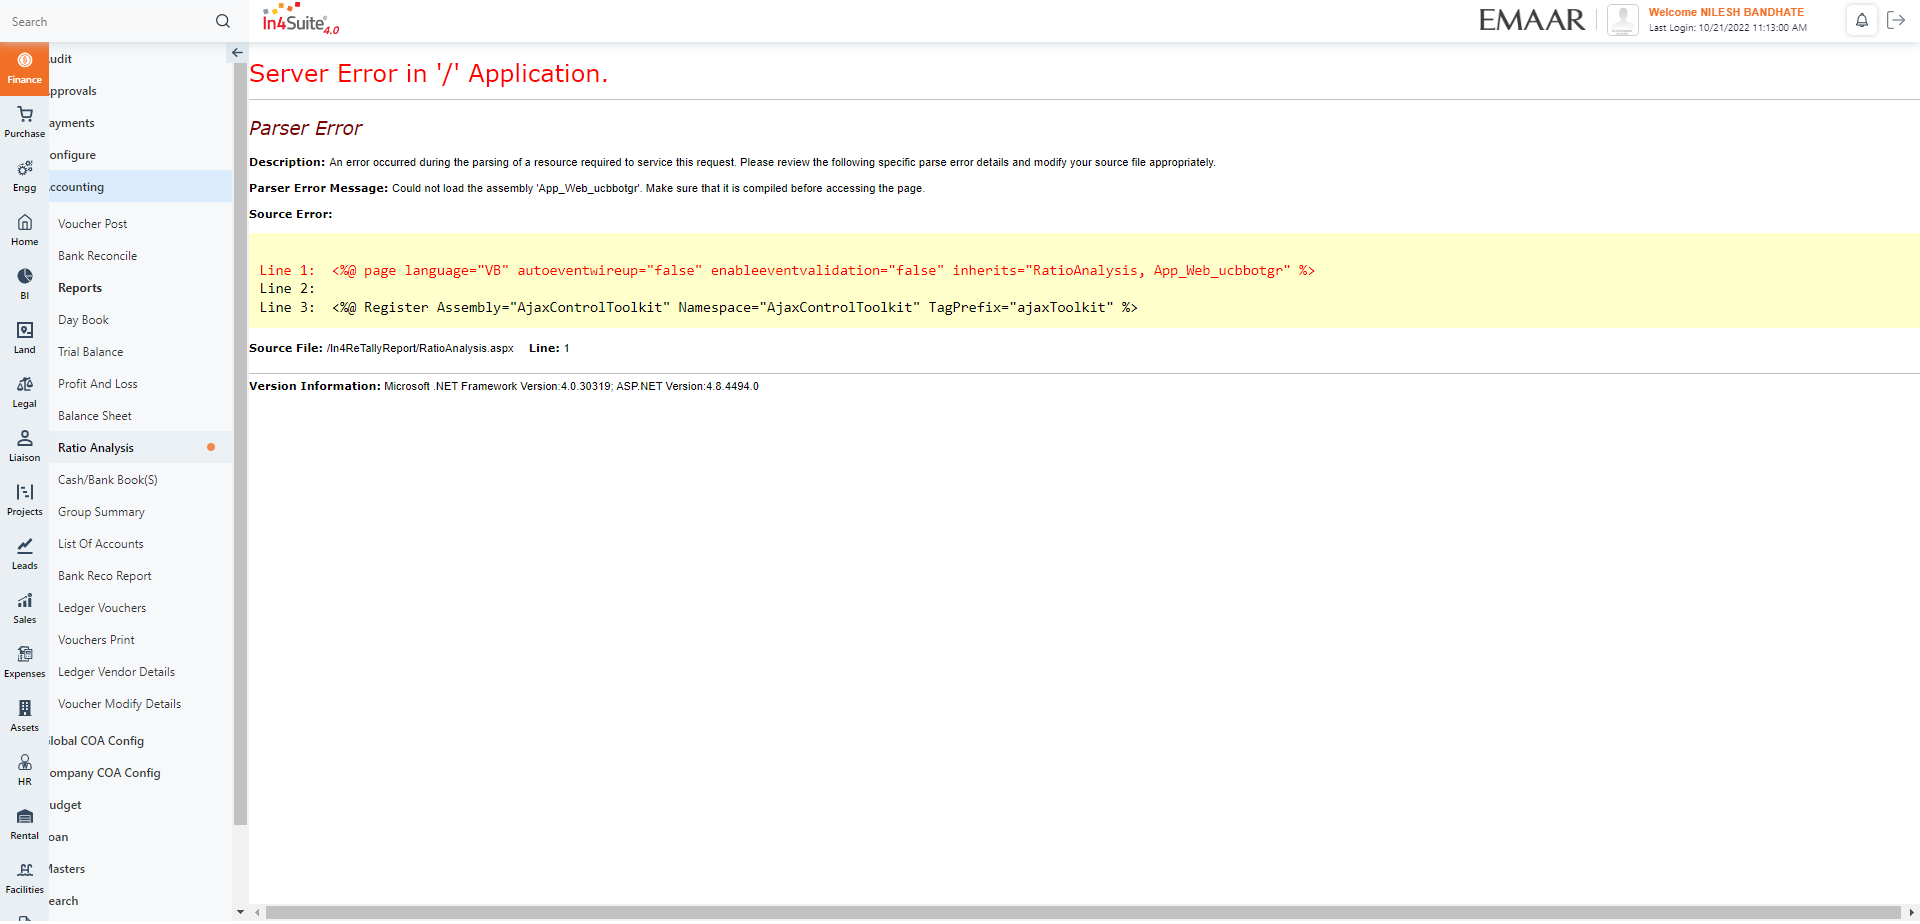 Search
In4Suite 4.0
EMAAR
Welcome NILESH BANDHATE
Last Login: 10/21/2022 11:13:00 AM
Finance
Purchase
Engg
Home
BI
Land
Legal
Liaison
Projects
Leads
Sales
Expenses
Assets
HR
Rental
Facilities
udit
pprovals
ayments
onfigure
ccounting
Voucher Post
Bank Reconcile
Reports
Day Book
Trial Balance
Profit And Loss
Balance Sheet
Ratio Analysis
Cash/Bank Book(S)
Group Summary
List Of Accounts
Bank Reco Report
Ledger Vouchers
Vouchers Print
Ledger Vendor Details
Voucher Modify Details
lobal COA Config
ompany COA Config
udget
oan
Masters
earch
Server Error in '/' Application.
Parser Error
Description: An error occurred during the parsing of a resource required to service this request. Please review the following specific parse error details and modify your source file appropriately.
Parser Error Message: Could not load the assembly 'App_Web_ucbbotgr'. Make sure that it is compiled before accessing the page.
Source Error:
Line 1:  <%@ page language="VB" autoeventwireup="false" enableeventvalidation="false" inherits="RatioAnalysis, App_Web_ucbbotgr" %>
Line 2:
Line 3:  <%@ Register Assembly="AjaxControlToolkit" Namespace="AjaxControlToolkit" TagPrefix="ajaxToolkit" %>
Source File: /In4ReTallyReport/RatioAnalysis.aspx    Line: 1
Version Information: Microsoft .NET Framework Version:4.0.30319; ASP.NET Version:4.8.4494.0